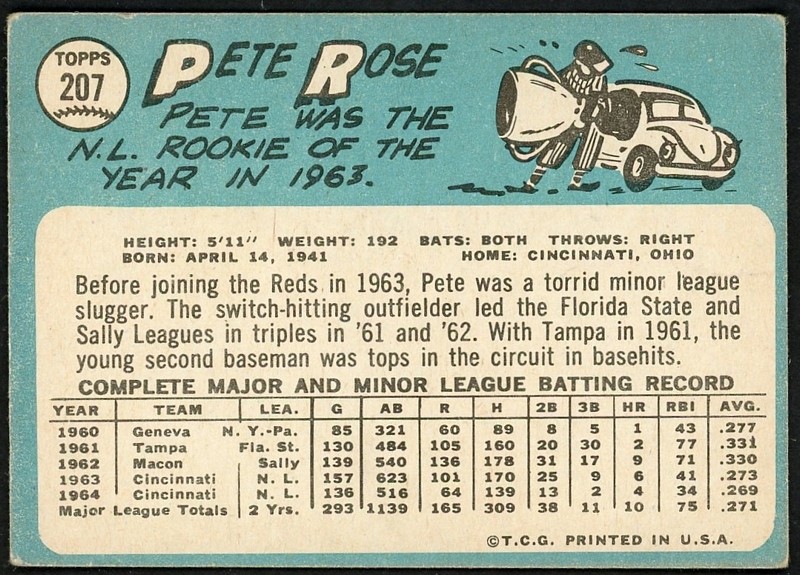 TOPPS
207
PETE ROSE
PETE WAS THE
N.L. ROOKIE OF THE
YEAR IN 1963.
HEIGHT: 5'11" WEIGHT: 192 BATS: BOTH THROWS: RIGHT
BORN: APRIL 14, 1941 HOME: CINCINNATI, OHIO
Before joining the Reds in 1963, Pete was a torrid minor league
slugger. The switch-hitting outfielder led the Florida State and
Sally Leagues in triples in '61 and '62. With Tampa in 1961, the
young second baseman was tops in the circuit in basehits.
COMPLETE MAJOR AND MINOR LEAGUE BATTING RECORD
YEAR TEAM LEA. G AB R H 2B 3B HR RBI AVG.
1960 Geneva N. Y.-Pa. 85 321 60 89 8 5 1 43 .277
1961 Tampa Fla. St. 130 484 105 160 20 30 2 77 .331
1962 Macon Sally 139 540 136 178 31 17 9 71 .330
1963 Cincinnati N. L. 157 623 101 170 25 9 6 41 .273
1964 Cincinnati N. L. 136 516 64 139 13 2 4 34 .269
Major League Totals 2 Yrs. 293 1139 165 309 38 11 10 75 .271
©T.C.G. PRINTED IN U.S.A.